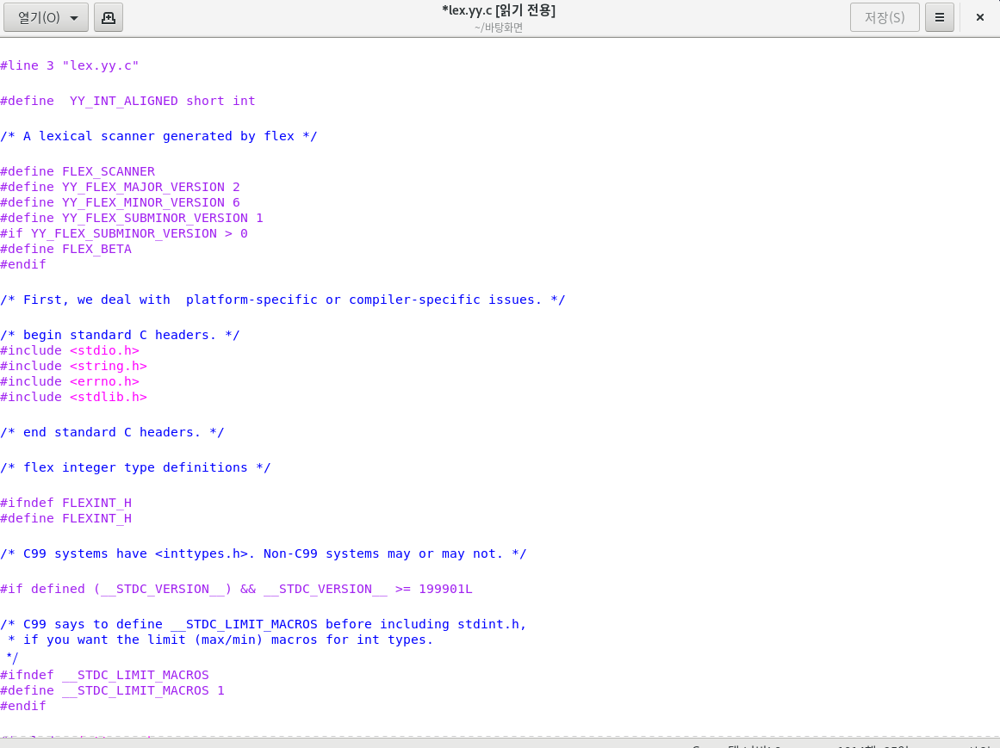 열기(O)
*lex.yy.c [읽기 전용]
~/바탕화면
저장(S)
#line 3 "lex.yy.c"
#define  YY_INT_ALIGNED short int
/* A lexical scanner generated by flex */
#define FLEX_SCANNER
#define YY_FLEX_MAJOR_VERSION 2
#define YY_FLEX_MINOR_VERSION 6
#define YY_FLEX_SUBMINOR_VERSION 1
#if YY_FLEX_SUBMINOR_VERSION > 0
#define FLEX_BETA
#endif
/* First, we deal with  platform-specific or compiler-specific issues. */
/* begin standard C headers. */
#include <stdio.h>
#include <string.h>
#include <errno.h>
#include <stdlib.h>
/* end standard C headers. */
/* flex integer type definitions */
#ifndef FLEXINT_H
#define FLEXINT_H
/* C99 systems have <inttypes.h>. Non-C99 systems may or may not. */
#if defined (__STDC_VERSION__) && __STDC_VERSION__ >= 199901L
/* C99 says to define __STDC_LIMIT_MACROS before including stdint.h,
 * if you want the limit (max/min) macros for int types.
 */
#ifndef __STDC_LIMIT_MACROS
#define __STDC_LIMIT_MACROS 1
#endif